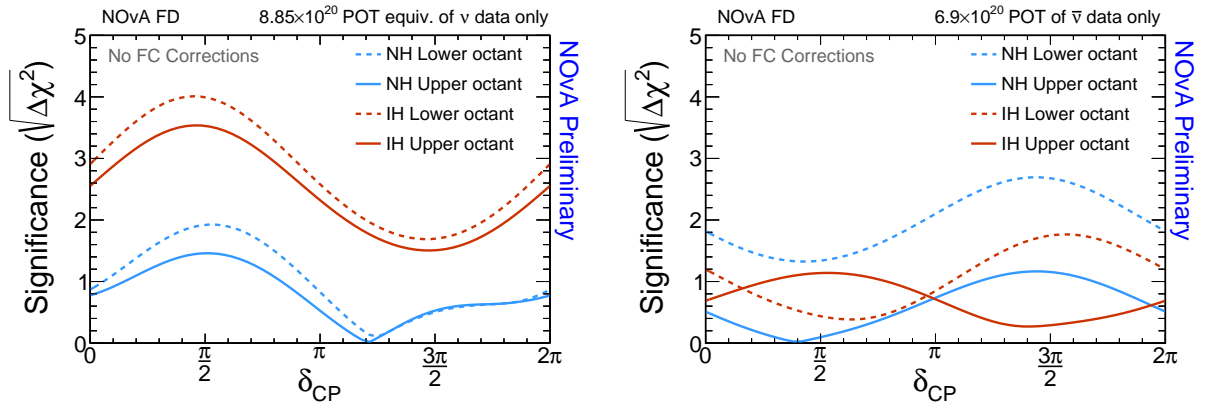 NOvA FD 8.85×10²⁰ POT equiv. of ν data only
No FC Corrections
NH Lower octant
NH Upper octant
IH Lower octant
IH Upper octant
Significance (√Δχ²)
5
4
3
2
1
0
0 π/2 π 3π/2 2π
δCP
NOvA Preliminary
NOvA FD 6.9×10²⁰ POT of ν̅ data only
No FC Corrections
NH Lower octant
NH Upper octant
IH Lower octant
IH Upper octant
Significance (√Δχ²)
5
4
3
2
1
0
0 π/2 π 3π/2 2π
δCP
NOvA Preliminary